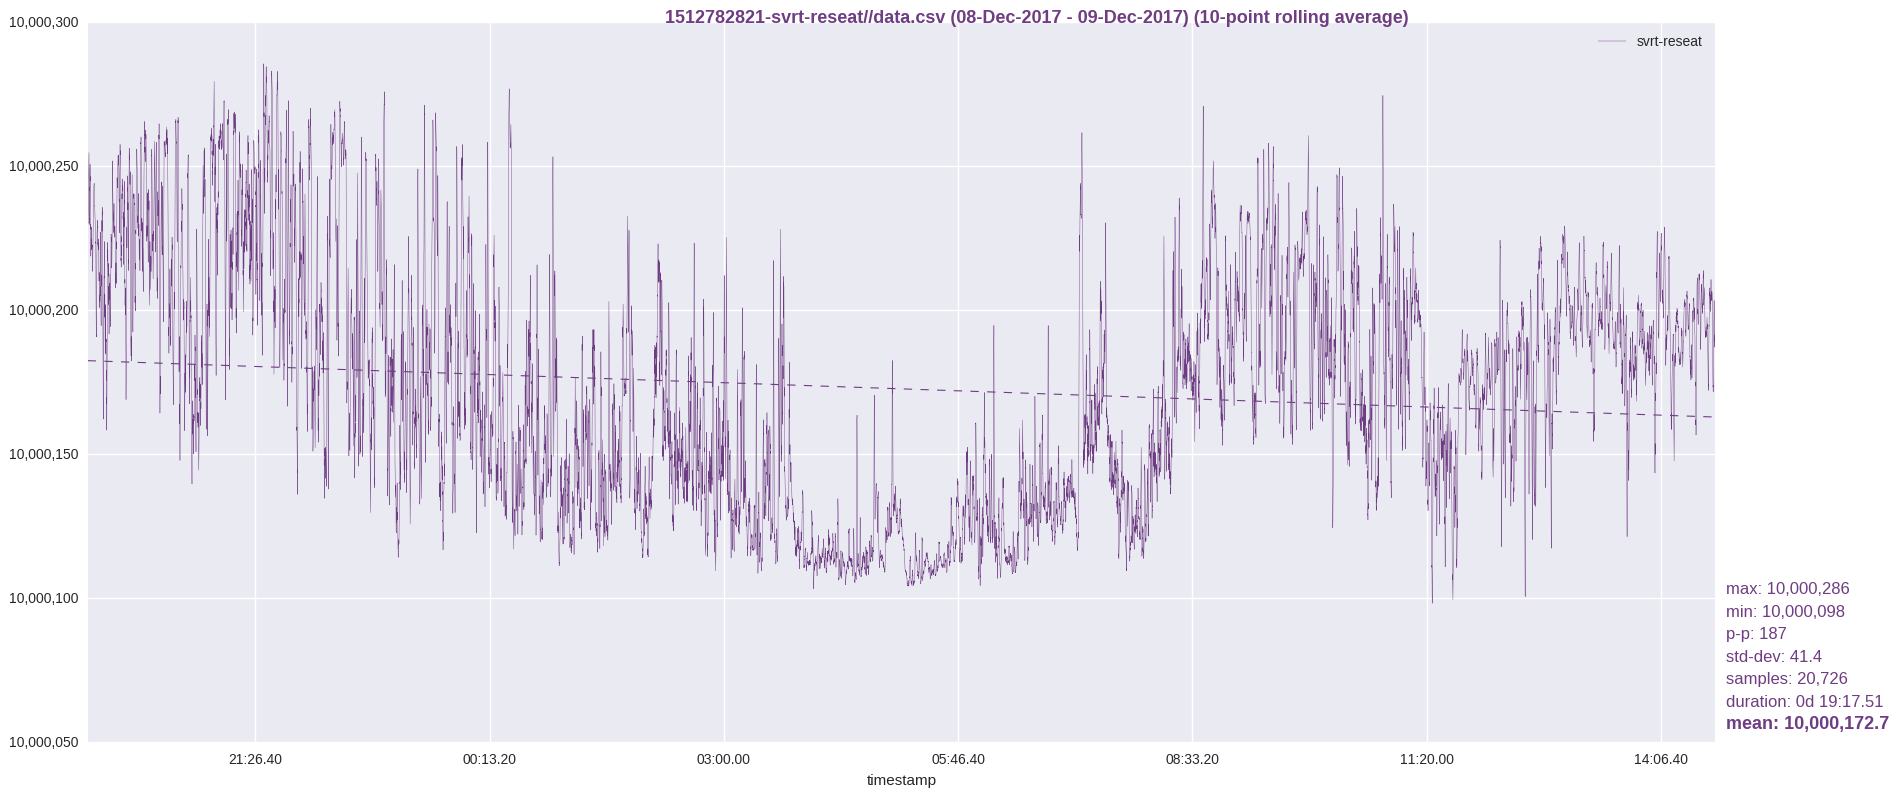 1512782821-svrt-reseat//data.csv (08-Dec-2017 - 09-Dec-2017) (10-point rolling average)
svrt-reseat
10,000,300
10,000,250
10,000,200
10,000,150
10,000,100
10,000,050
21:26.40 00:13.20 03:00.00 05:46.40 08:33.20 11:20.00 14:06.40
timestamp
max: 10,000,286
min: 10,000,098
p-p: 187
std-dev: 41.4
samples: 20,726
duration: 0d 19:17.51
mean: 10,000,172.7